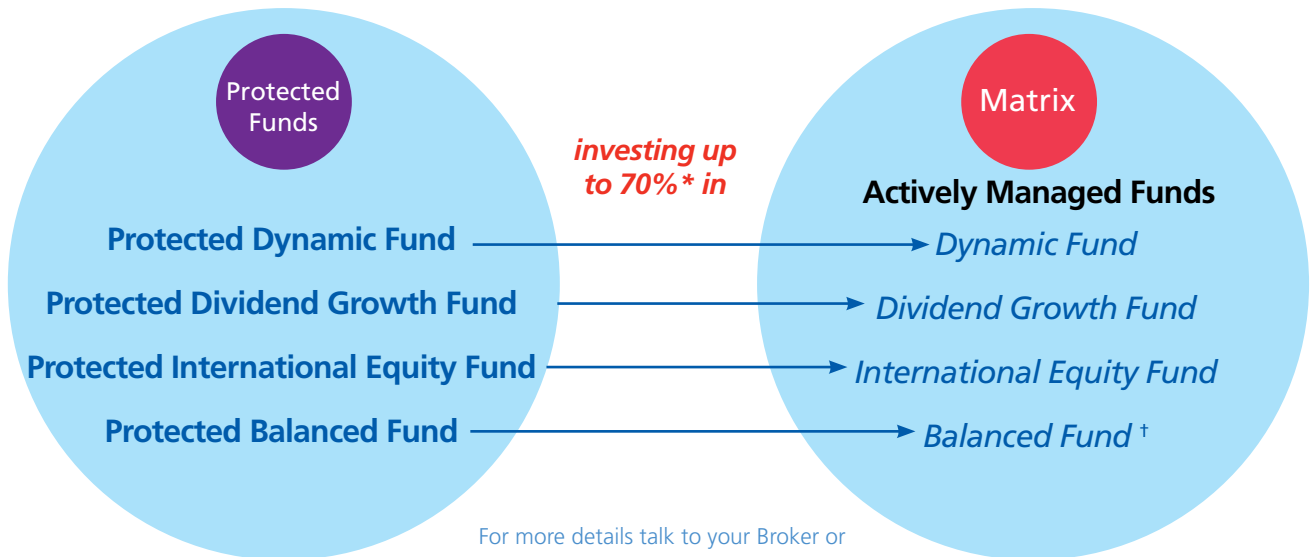 Protected
Funds
Matrix
investing up
to 70%* in
Actively Managed Funds
Protected Dynamic Fund
Dynamic Fund
Protected Dividend Growth Fund
Dividend Growth Fund
Protected International Equity Fund
International Equity Fund
Protected Balanced Fund
Balanced Fund †
For more details talk to your Broker or